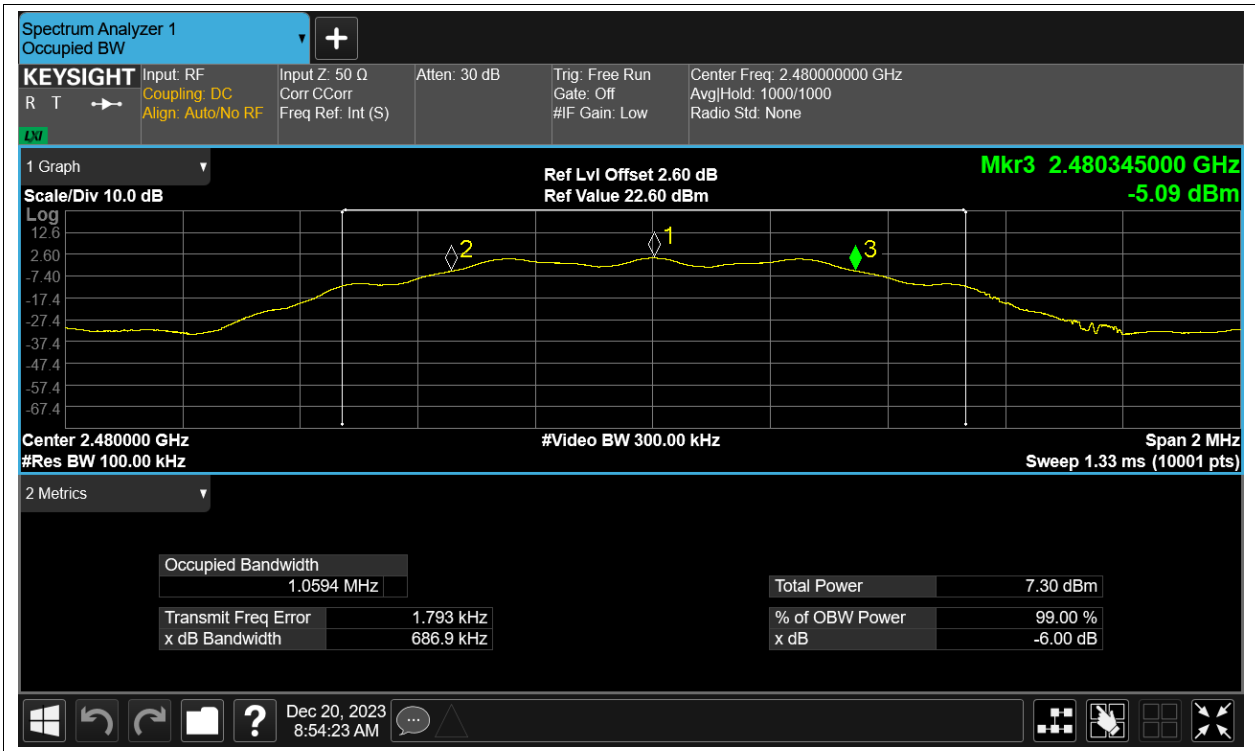 Spectrum Analyzer 1
Occupied BW
KEYSIGHT
R T
LXI
Input: RF
Coupling: DC
Align: Auto/No RF
Input Z: 50 Ω
Corr CCorr
Freq Ref: Int (S)
Atten: 30 dB
Trig: Free Run
Gate: Off
#IF Gain: Low
Center Freq: 2.480000000 GHz
Avg|Hold: 1000/1000
Radio Std: None
1 Graph
Scale/Div 10.0 dB
Ref Lvl Offset 2.60 dB
Ref Value 22.60 dBm
Mkr3 2.480345000 GHz
-5.09 dBm
Log
12.6
2.60
-7.40
-17.4
-27.4
-37.4
-47.4
-57.4
-67.4
2
1
3
Center 2.480000 GHz
#Video BW 300.00 kHz
Span 2 MHz
#Res BW 100.00 kHz
Sweep 1.33 ms (10001 pts)
2 Metrics
Occupied Bandwidth
1.0594 MHz
Total Power 7.30 dBm
Transmit Freq Error 1.793 kHz
% of OBW Power 99.00 %
x dB Bandwidth 686.9 kHz
x dB -6.00 dB
?
Dec 20, 2023
8:54:23 AM